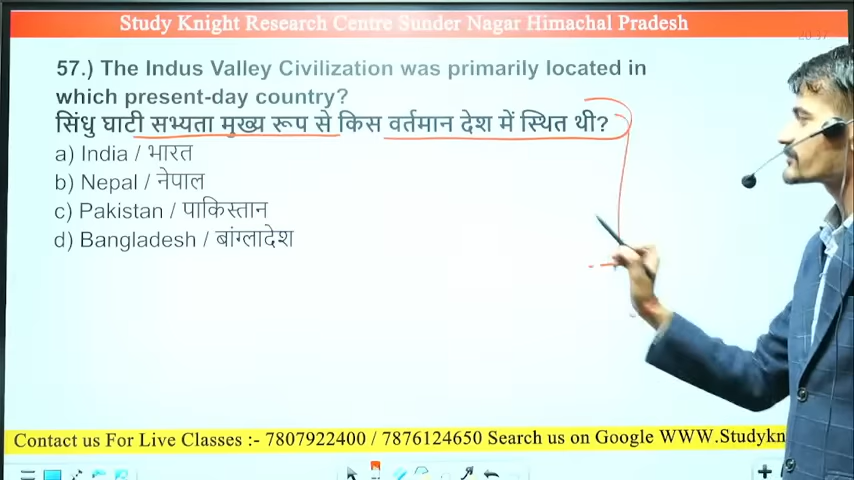 Study Knight Research Centre Sunder Nagar Himachal Pradesh
20:37
57.) The Indus Valley Civilization was primarily located in
which present-day country?
सिंधु घाटी सभ्यता मुख्य रूप से किस वर्तमान देश में स्थित थी?
a) India / भारत
b) Nepal / नेपाल
c) Pakistan / पाकिस्तान
d) Bangladesh / बांग्लादेश
Contact us For Live Classes :- 7807922400 / 7876124650 Search us on Google WWW.Studykn